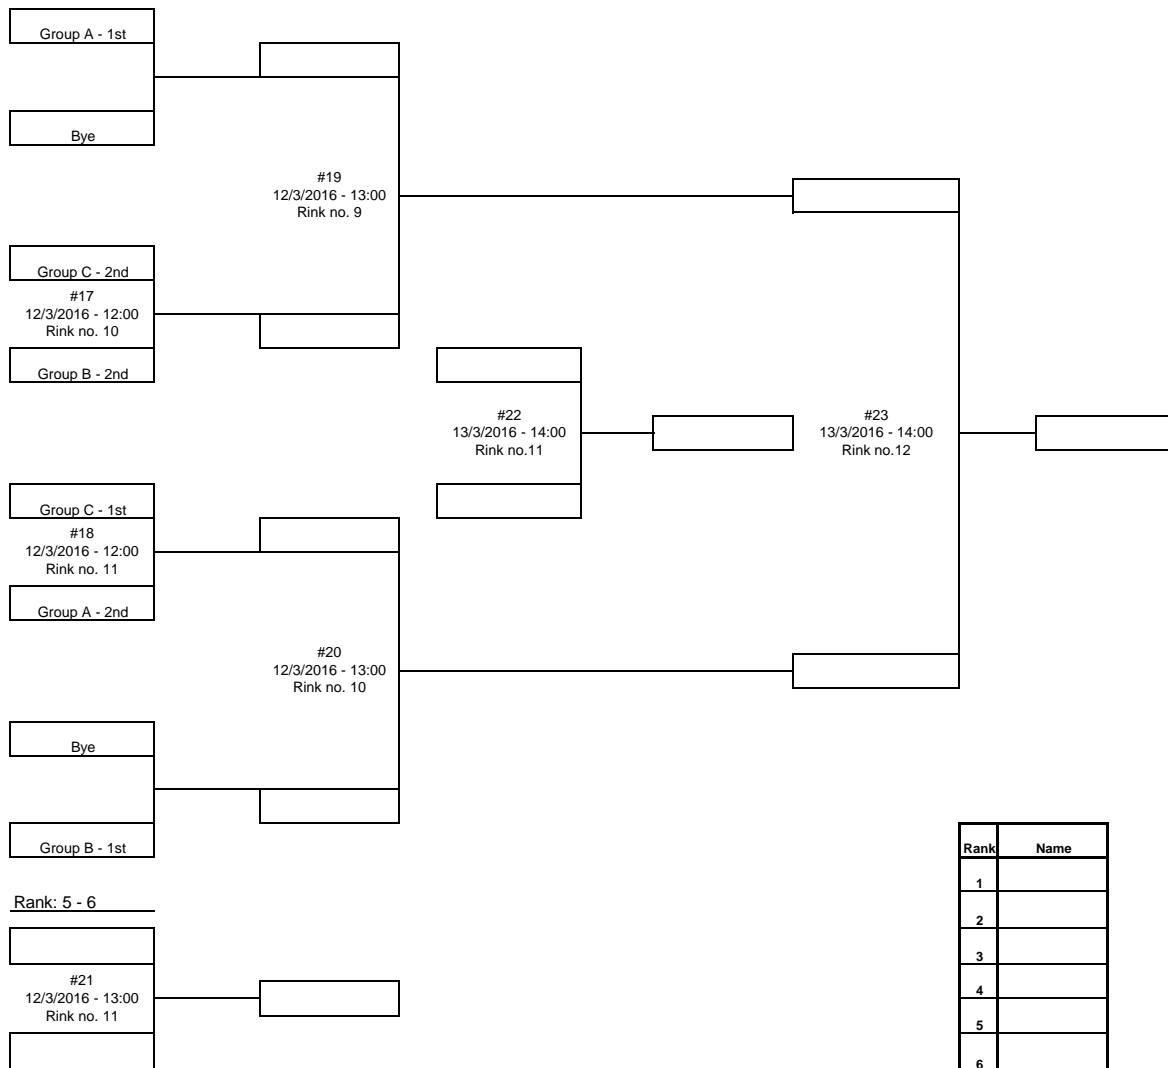 Group A - 1st
Bye
#19
12/3/2016 - 13:00
Rink no. 9
Group C - 2nd
#17
12/3/2016 - 12:00
Rink no. 10
Group B - 2nd
#22
13/3/2016 - 14:00
Rink no.11
#23
13/3/2016 - 14:00
Rink no.12
Group C - 1st
#18
12/3/2016 - 12:00
Rink no. 11
Group A - 2nd
#20
12/3/2016 - 13:00
Rink no. 10
Bye
Group B - 1st
Rank: 5 - 6
#21
12/3/2016 - 13:00
Rink no. 11
Rank Name
1
2
3
4
5
6